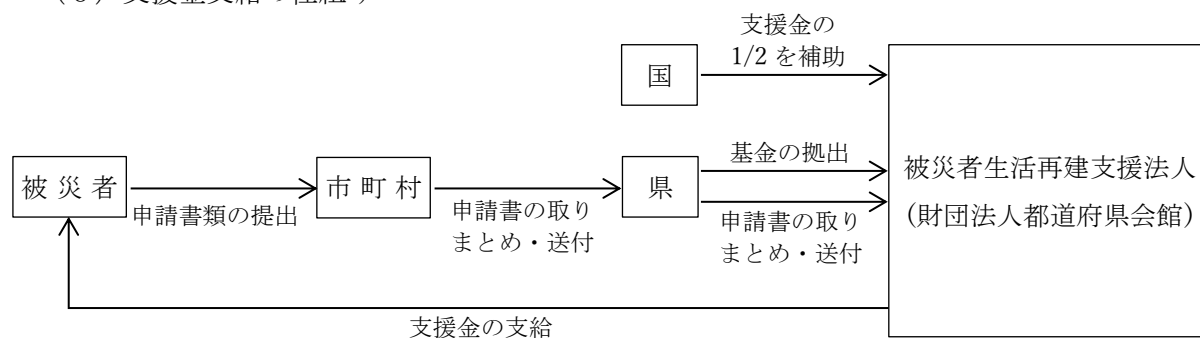 支援金の
1/2 を補助
国
基金の拠出
被災者
市町村
県
被災者生活再建支援法人
(財団法人都道府県会館)
申請書類の提出
申請書の取り
まとめ・送付
申請書の取り
まとめ・送付
支援金の支給